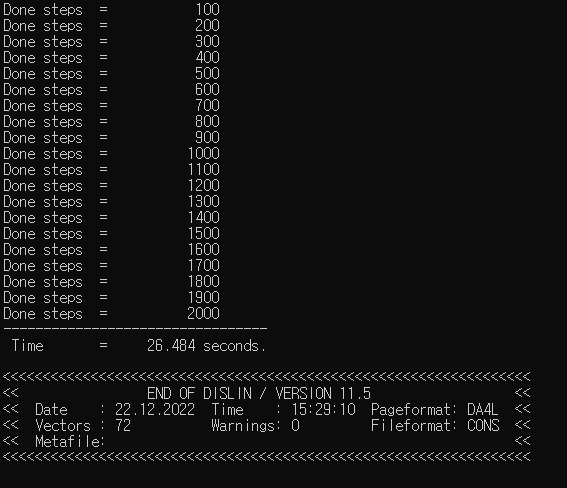 Done steps  =           100
Done steps  =           200
Done steps  =           300
Done steps  =           400
Done steps  =           500
Done steps  =           600
Done steps  =           700
Done steps  =           800
Done steps  =           900
Done steps  =          1000
Done steps  =          1100
Done steps  =          1200
Done steps  =          1300
Done steps  =          1400
Done steps  =          1500
Done steps  =          1600
Done steps  =          1700
Done steps  =          1800
Done steps  =          1900
Done steps  =          2000
---------------------------------
 Time       =     26.484 seconds.

<<<<<<<<<<<<<<<<<<<<<<<<<<<<<<<<<<<<<<<<<<<<<<<<<<<<<<<<<<<<<<<<<<
<<                END OF DISLIN / VERSION 11.5                  <<
<<  Date    : 22.12.2022  Time    : 15:29:10  Pageformat: DA4L  <<
<<  Vectors : 72          Warnings: 0         Fileformat: CONS  <<
<<  Metafile:                                                   <<
<<<<<<<<<<<<<<<<<<<<<<<<<<<<<<<<<<<<<<<<<<<<<<<<<<<<<<<<<<<<<<<<<<